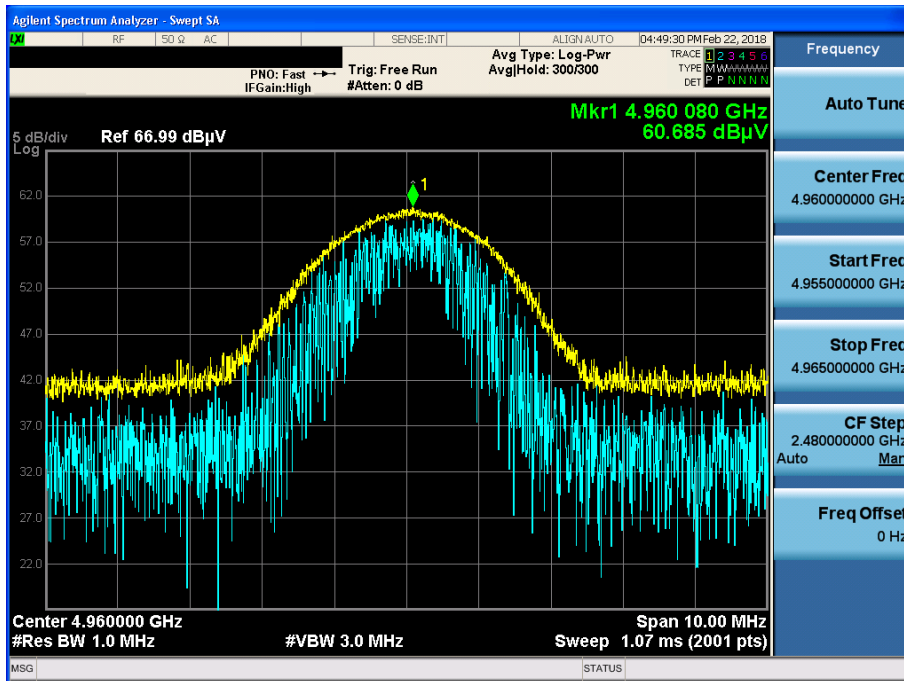 Agilent Spectrum Analyzer - Swept SA
LXI RF 50 Ω AC SENSE:INT ALIGN AUTO 04:49:30 PM Feb 22, 2018
Frequency
Avg Type: Log-Pwr
Avg|Hold: 300/300
TRACE 1 2 3 4 5 6
TYPE M W W W W W
DET P P N N N N
PNO: Fast
IFGain:High
Trig: Free Run
#Atten: 0 dB
Auto Tune
Mkr1 4.960 080 GHz
60.685 dBµV
5 dB/div Ref 66.99 dBµV
Log
1
62.0
57.0
52.0
47.0
42.0
37.0
32.0
27.0
22.0
Center Freq
4.960000000 GHz
Start Freq
4.955000000 GHz
Stop Freq
4.965000000 GHz
CF Step
2.480000000 GHz
Auto Man
Freq Offset
0 Hz
Center 4.960000 GHz Span 10.00 MHz
#Res BW 1.0 MHz #VBW 3.0 MHz Sweep 1.07 ms (2001 pts)
MSG STATUS